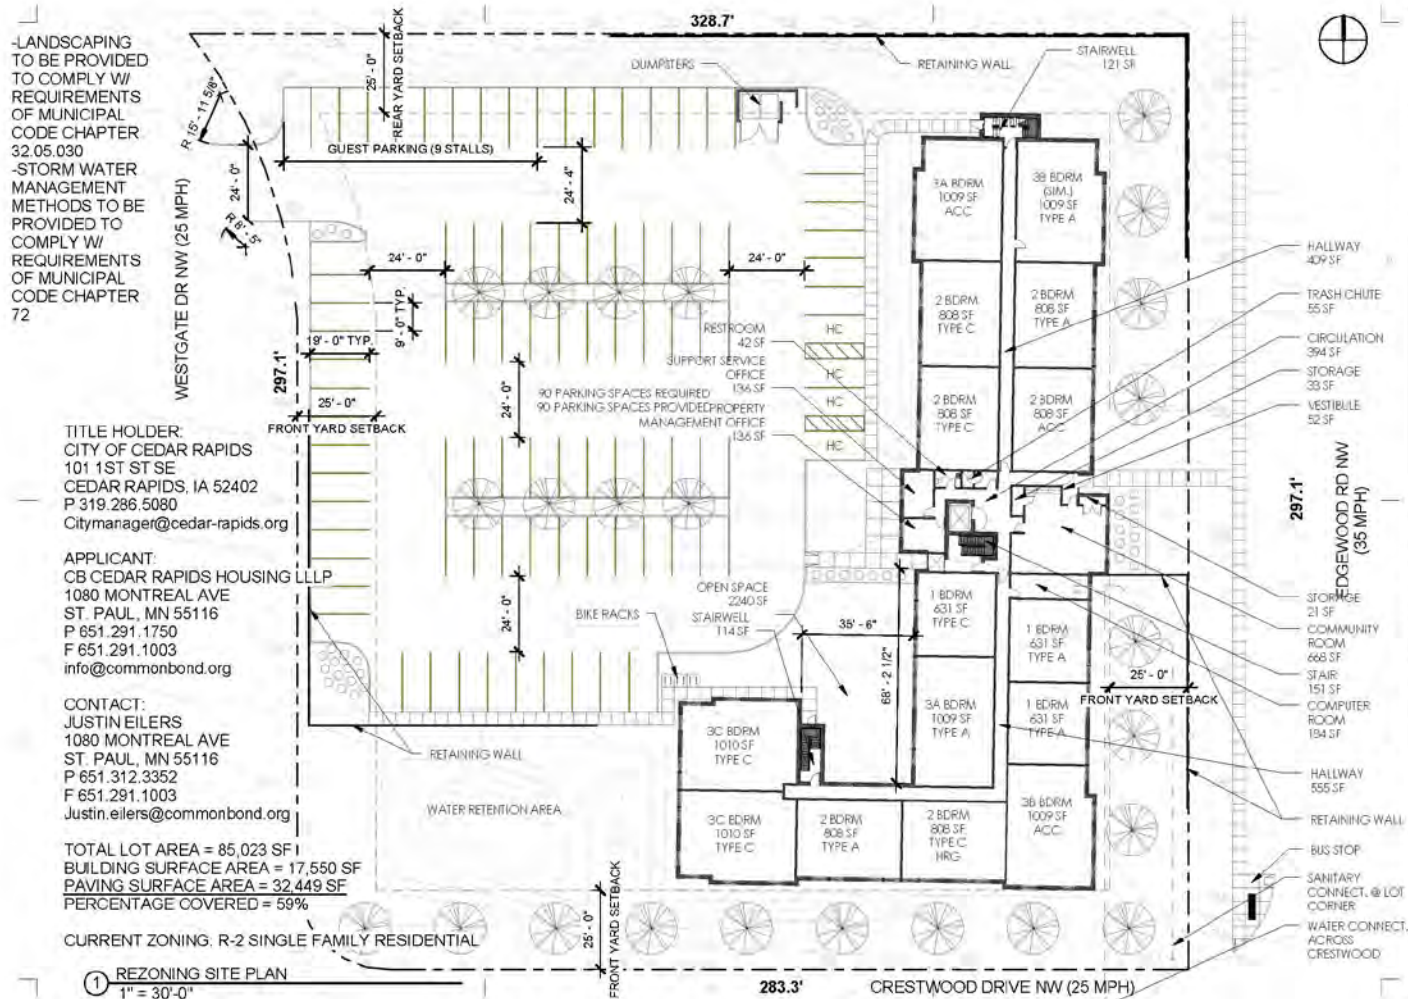 -LANDSCAPING
TO BE PROVIDED
TO COMPLY W/
REQUIREMENTS
OF MUNICIPAL
CODE CHAPTER
32.05.030
-STORM WATER
MANAGEMENT
METHODS TO BE
PROVIDED TO
COMPLY W/
REQUIREMENTS
OF MUNICIPAL
CODE CHAPTER
72
328.7'
25' - 0"
REAR YARD SETBACK
DUMPSTERS
RETAINING WALL
STAIRWELL
121 SF
R 15' - 11 5/8"
24' - 0"
R 8' - 5"
WESTGATE DR NW (25 MPH)
GUEST PARKING (9 STALLS)
24' - 4"
24' - 0"
24' - 0"
9' - 0" TYP.
19' - 0" TYP.
297.1'
25' - 0"
FRONT YARD SETBACK
24' - 0"
90 PARKING SPACES REQUIRED
90 PARKING SPACES PROVIDED
RESTROOM
42 SF
SUPPORT SERVICE
OFFICE
136 SF
PROPERTY
MANAGEMENT OFFICE
136 SF
HC
HC
HC
HC
3A BDRM
1009 SF
ACC
3B BDRM
(SIM.)
1009 SF
TYPE A
2 BDRM
808 SF
TYPE C
2 BDRM
808 SF
TYPE A
2 BDRM
808 SF
TYPE C
2 BDRM
808 SF
ACC
HALLWAY
409 SF
TRASH CHUTE
55 SF
CIRCULATION
394 SF
STORAGE
33 SF
VESTIBULE
52 SF
EDGEWOOD RD NW
(35 MPH)
297.1'
TITLE HOLDER:
CITY OF CEDAR RAPIDS
101 1ST ST SE
CEDAR RAPIDS, IA 52402
P 319.286.5080
Citymanager@cedar-rapids.org
APPLICANT:
CB CEDAR RAPIDS HOUSING LLLP
1080 MONTREAL AVE
ST. PAUL, MN 55116
P 651.291.1750
F 651.291.1003
info@commonbond.org
CONTACT:
JUSTIN EILERS
1080 MONTREAL AVE
ST. PAUL, MN 55116
P 651.312.3352
F 651.291.1003
Justin.eilers@commonbond.org
24' - 0"
BIKE RACKS
OPEN SPACE
2240 SF
STAIRWELL
114 SF
35' - 6"
68' - 2 1/2"
1 BDRM
631 SF
TYPE C
1 BDRM
631 SF
TYPE A
3A BDRM
1009 SF
TYPE A
1 BDRM
631 SF
TYPE A
25' - 0"
FRONT YARD SETBACK
STORAGE
21 SF
COMMUNITY
ROOM
668 SF
STAIR
151 SF
COMPUTER
ROOM
184 SF
HALLWAY
555 SF
RETAINING WALL
BUS STOP
SANITARY
CONNECT. @ LOT
CORNER
WATER CONNECT.
ACROSS
CRESTWOOD
RETAINING WALL
WATER RETENTION AREA
3C BDRM
1010 SF
TYPE C
3C BDRM
1010 SF
TYPE C
2 BDRM
808 SF
TYPE A
2 BDRM
808 SF
TYPE C
HRG
3B BDRM
1009 SF
ACC
TOTAL LOT AREA = 85,023 SF
BUILDING SURFACE AREA = 17,550 SF
PAVING SURFACE AREA = 32,449 SF
PERCENTAGE COVERED = 59%
CURRENT ZONING: R-2 SINGLE FAMILY RESIDENTIAL
25' - 0"
FRONT YARD SETBACK
1 REZONING SITE PLAN
1" = 30'-0"
283.3'
CRESTWOOD DRIVE NW (25 MPH)